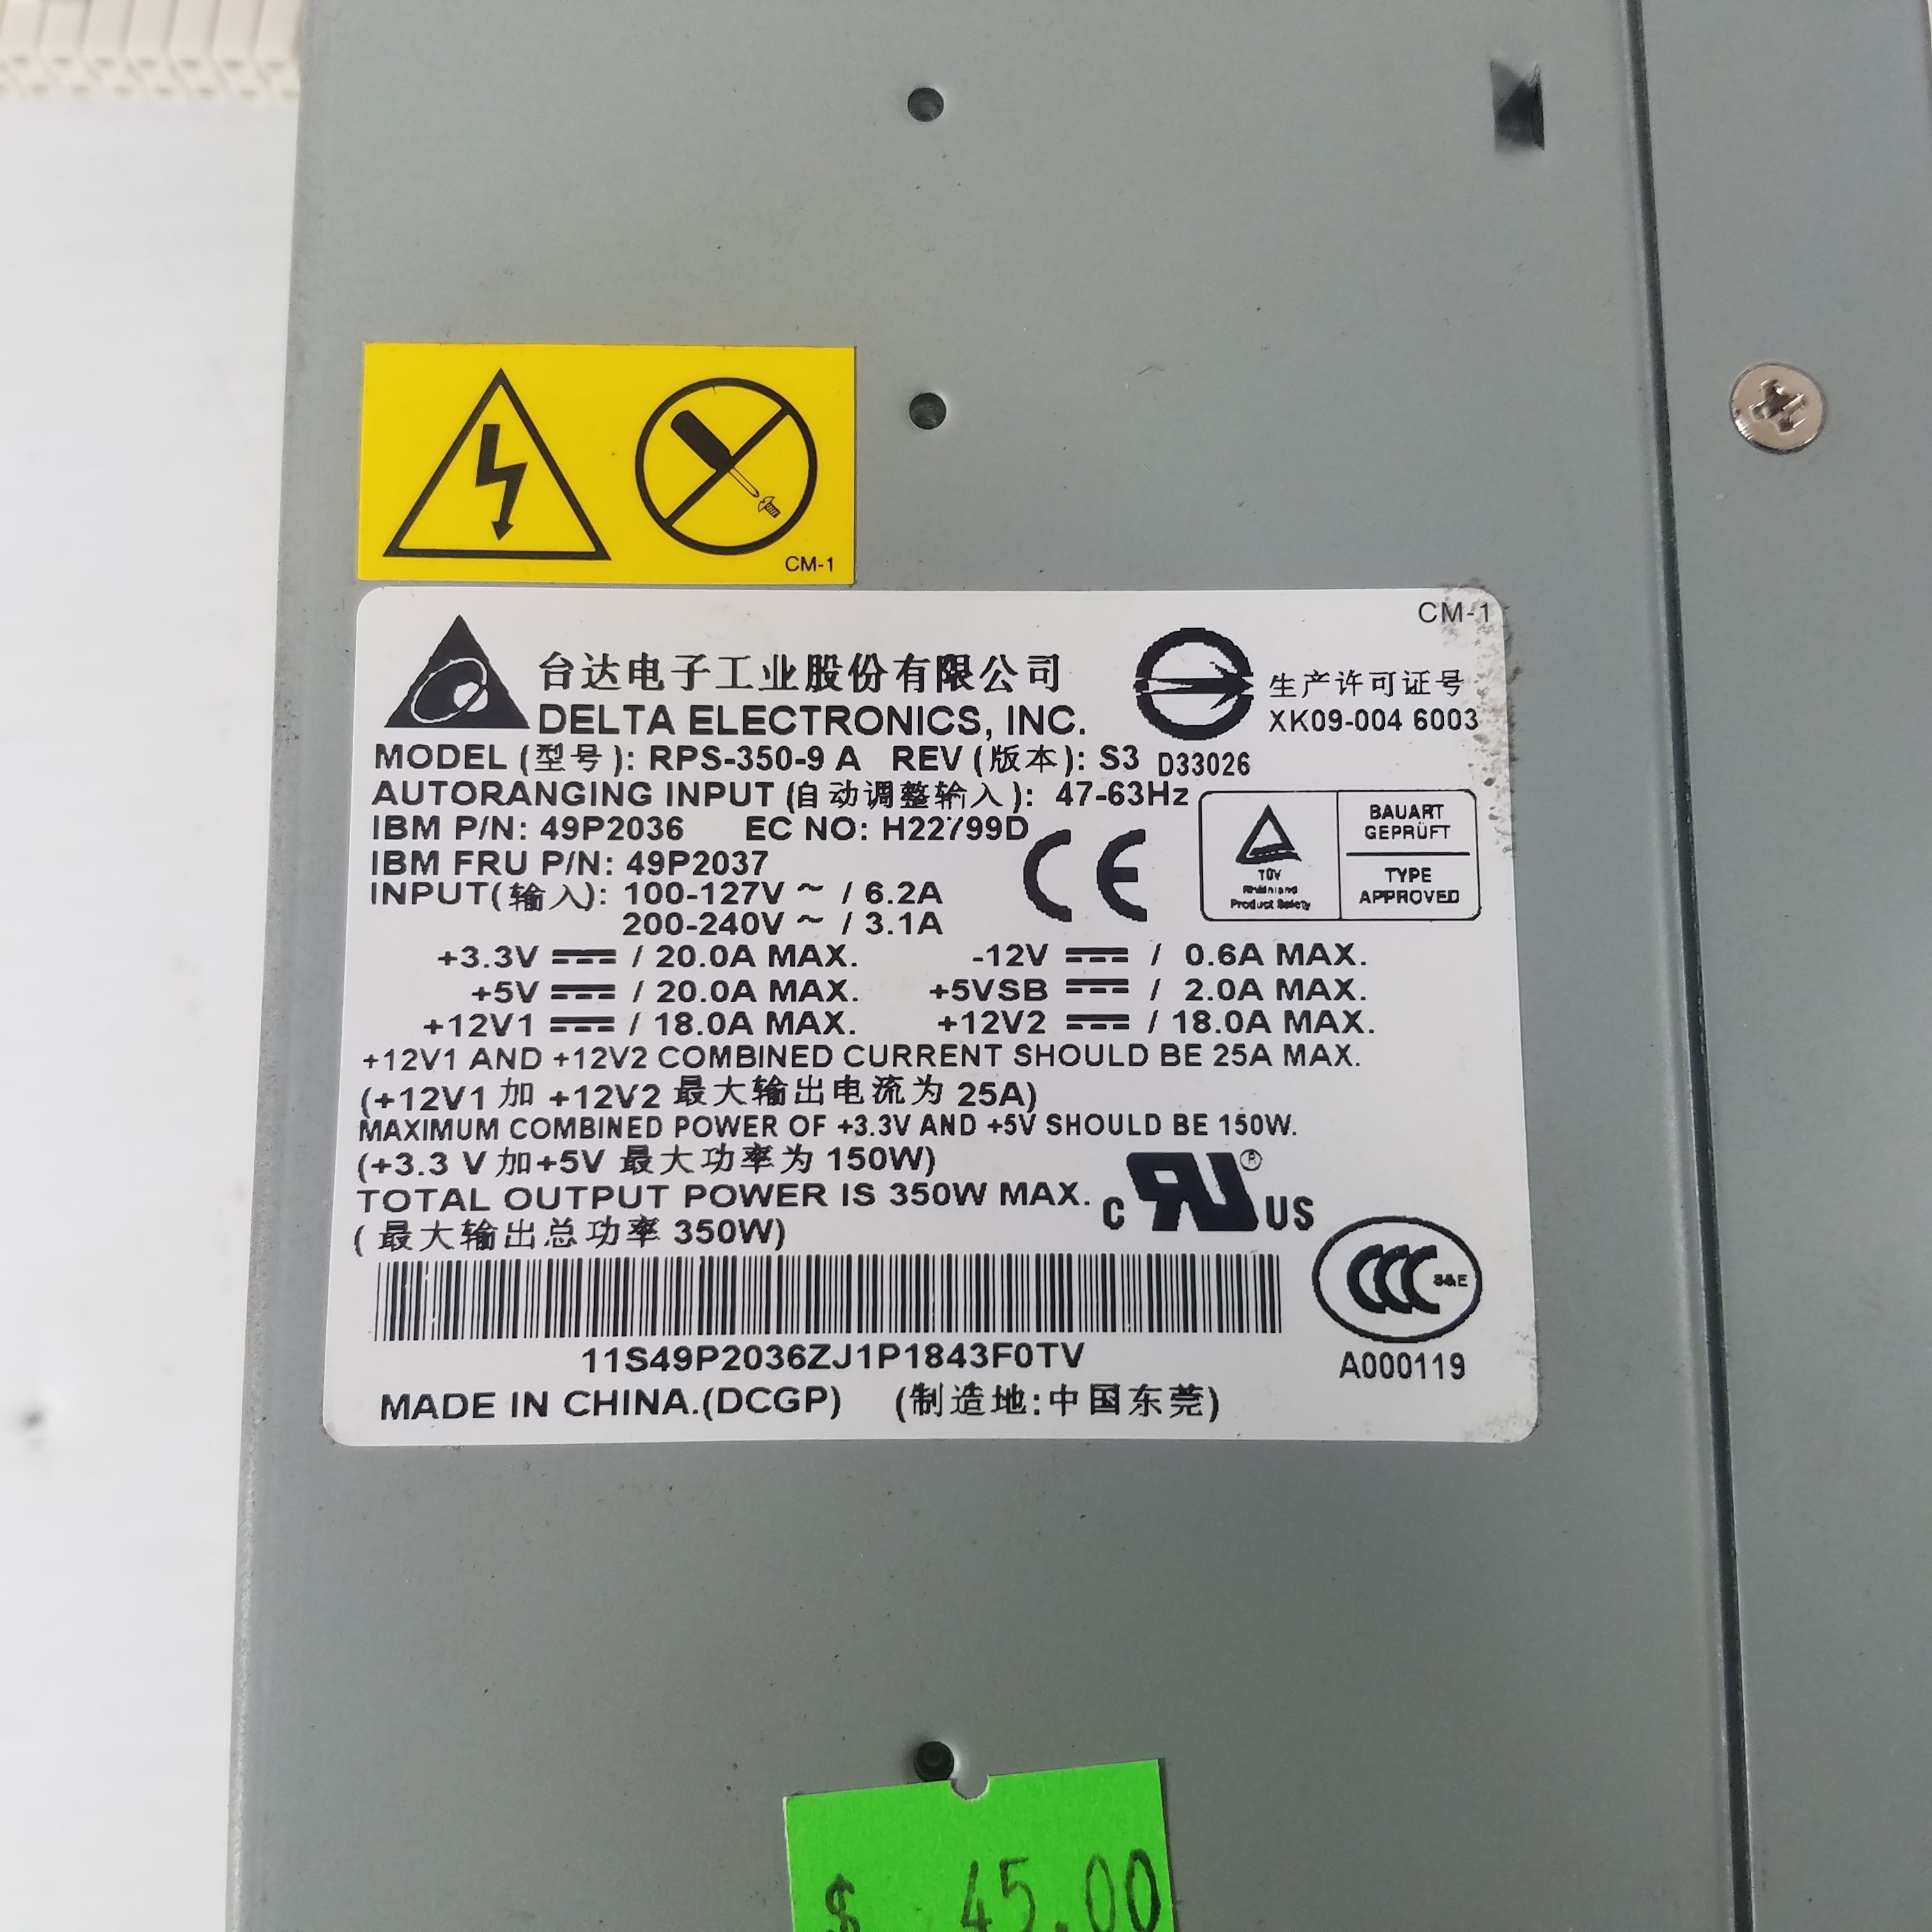 CM-1
CM-1
台达电子工业股份有限公司
DELTA ELECTRONICS, INC.
生产许可证号
XK09-004 6003
MODEL (型号): RPS-350-9 A REV (版本): S3 D33026
AUTORANGING INPUT (自动调整输入): 47-63Hz
IBM P/N: 49P2036 EC NO: H22799D
IBM FRU P/N: 49P2037
INPUT(输入): 100-127V ~ / 6.2A
200-240V ~ / 3.1A
CE
TÜV
Rheinland
Product Safety
BAUART
GEPRÜFT
TYPE
APPROVED
+3.3V ⎓ / 20.0A MAX. -12V ⎓ / 0.6A MAX.
+5V ⎓ / 20.0A MAX. +5VSB ⎓ / 2.0A MAX.
+12V1 ⎓ / 18.0A MAX. +12V2 ⎓ / 18.0A MAX.
+12V1 AND +12V2 COMBINED CURRENT SHOULD BE 25A MAX.
(+12V1 加 +12V2 最大输出电流为 25A)
MAXIMUM COMBINED POWER OF +3.3V AND +5V SHOULD BE 150W.
(+3.3 V 加+5V 最大功率为 150W)
TOTAL OUTPUT POWER IS 350W MAX.
(最大输出总功率 350W)
c RU ® US
CCC S&E
A000119
11S49P2036ZJ1P1843F0TV
MADE IN CHINA.(DCGP) (制造地:中国东莞)
$ 45.00